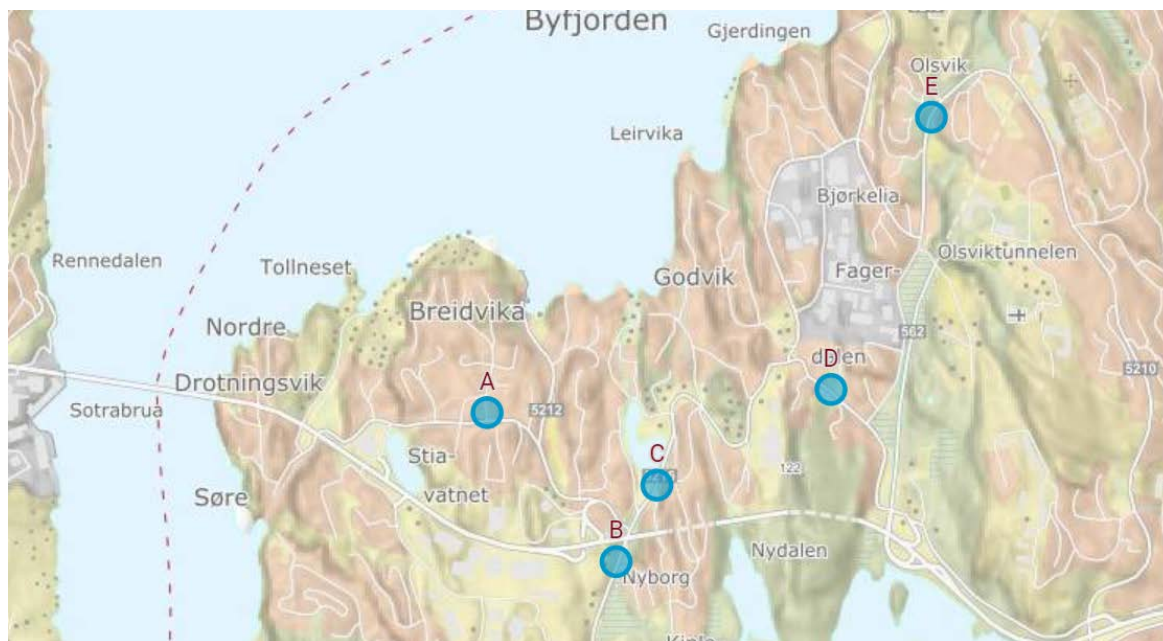 Byfjorden
Gjerdingen
Olsvik
E
Leirvika
Bjørkelia
Rennedalen
Tollneset
Godvik
Fager-
Olsviktunnelen
Breidvika
Nordre
562
dalen
D
5210
Drotningsvik
A
Sotrabrua
5212
Stia-
C
122
vatnet
Søre
B
Nydalen
Nyborg